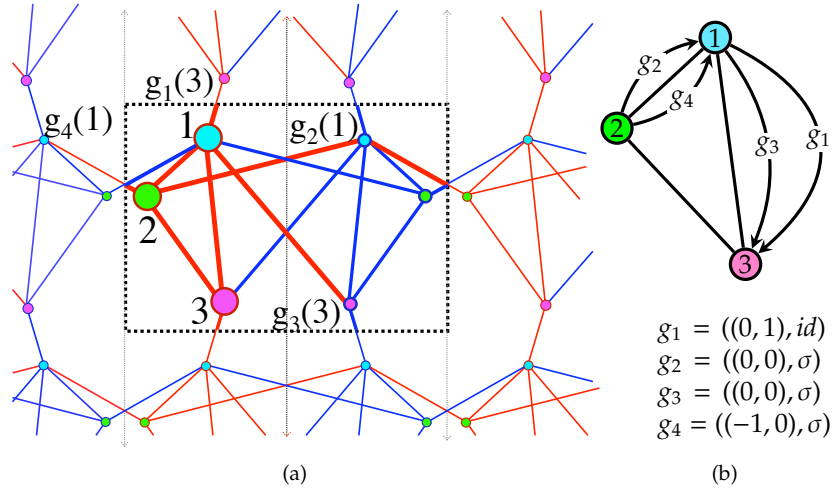 g₁(3)
g₄(1)
1
g₂(1)
2
3
g₃(3)
(a)
(b)
1
g₂
g₄
2
g₃
g₁
3
g₁ = ((0, 1), id)
g₂ = ((0, 0), σ)
g₃ = ((0, 0), σ)
g₄ = ((−1, 0), σ)